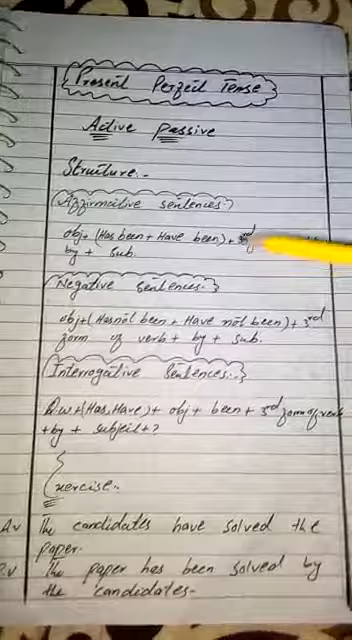 Present Perfect Tense
Active Passive
Structure:-
Affirmative sentences:-
obj+ (Has been + Have been) + 3rd
by + sub.
Negative Sentences:-
obj+(Has not been + Have not been) + 3rd
form of verb + by + sub.
Interrogative Sentences:-
Q.w+(Has, Have)+ obj+ been + 3rd form of verb
+by + subject+?
Exercise:-
A.v The candidates have solved the
paper.
P.v The paper has been solved by
the candidates-